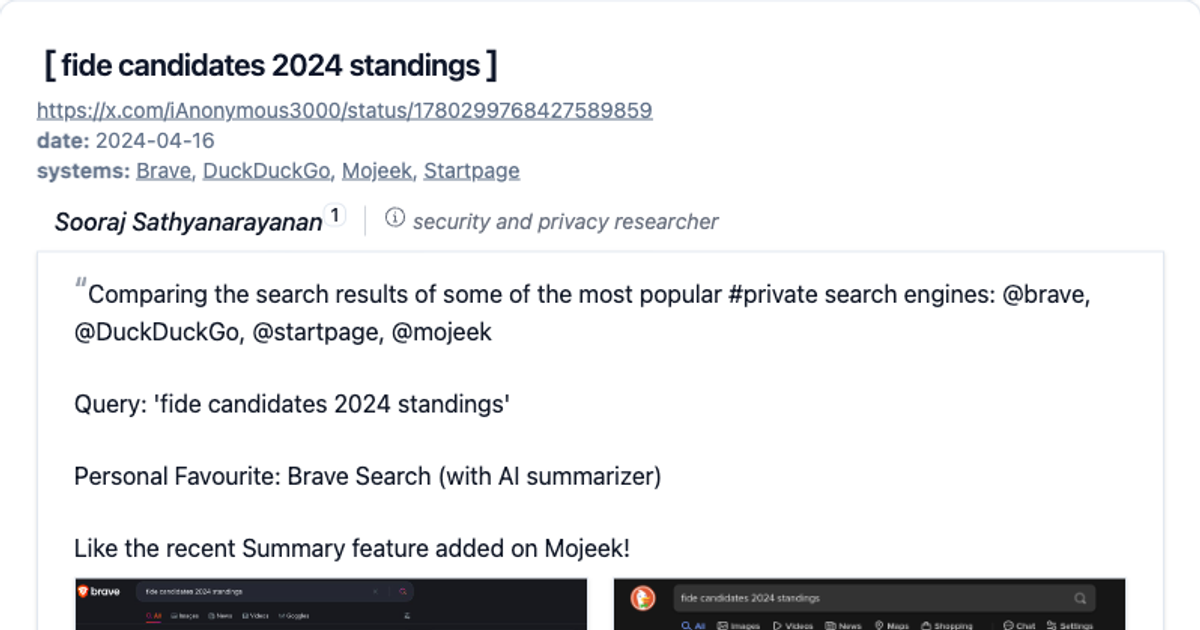 [ fide candidates 2024 standings ]
https://x.com/iAnonymous3000/status/1780299768427589859
date: 2024-04-16
systems: Brave, DuckDuckGo, Mojeek, Startpage
Sooraj Sathyanarayanan 1 security and privacy researcher
“Comparing the search results of some of the most popular #private search engines: @brave,
@DuckDuckGo, @startpage, @mojeek
Query: 'fide candidates 2024 standings'
Personal Favourite: Brave Search (with AI summarizer)
Like the recent Summary feature added on Mojeek!
brave fide candidates 2024 standings
All Images News Videos Goggles
fide candidates 2024 standings
All Images Videos News Maps Shopping Chat Settings